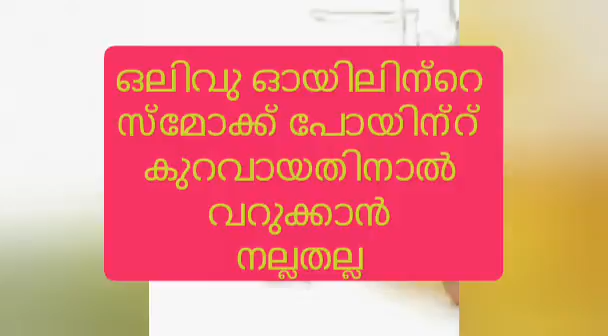 ഒലിവു ഓയിലിന്റെ
സ്മോക്ക് പോയിന്റ്
കുറവായതിനാൽ
വറുക്കാൻ
നല്ലതല്ല